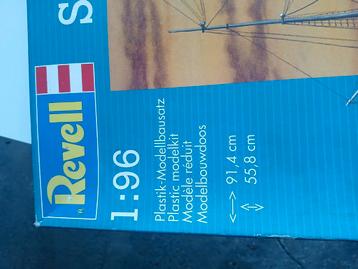 S
Revell
1:96
Plastik-Modellbausatz
Plastic modelkit
Modèle réduit
Modelbouwdoos
<---> 91,4 cm
55,8 cm